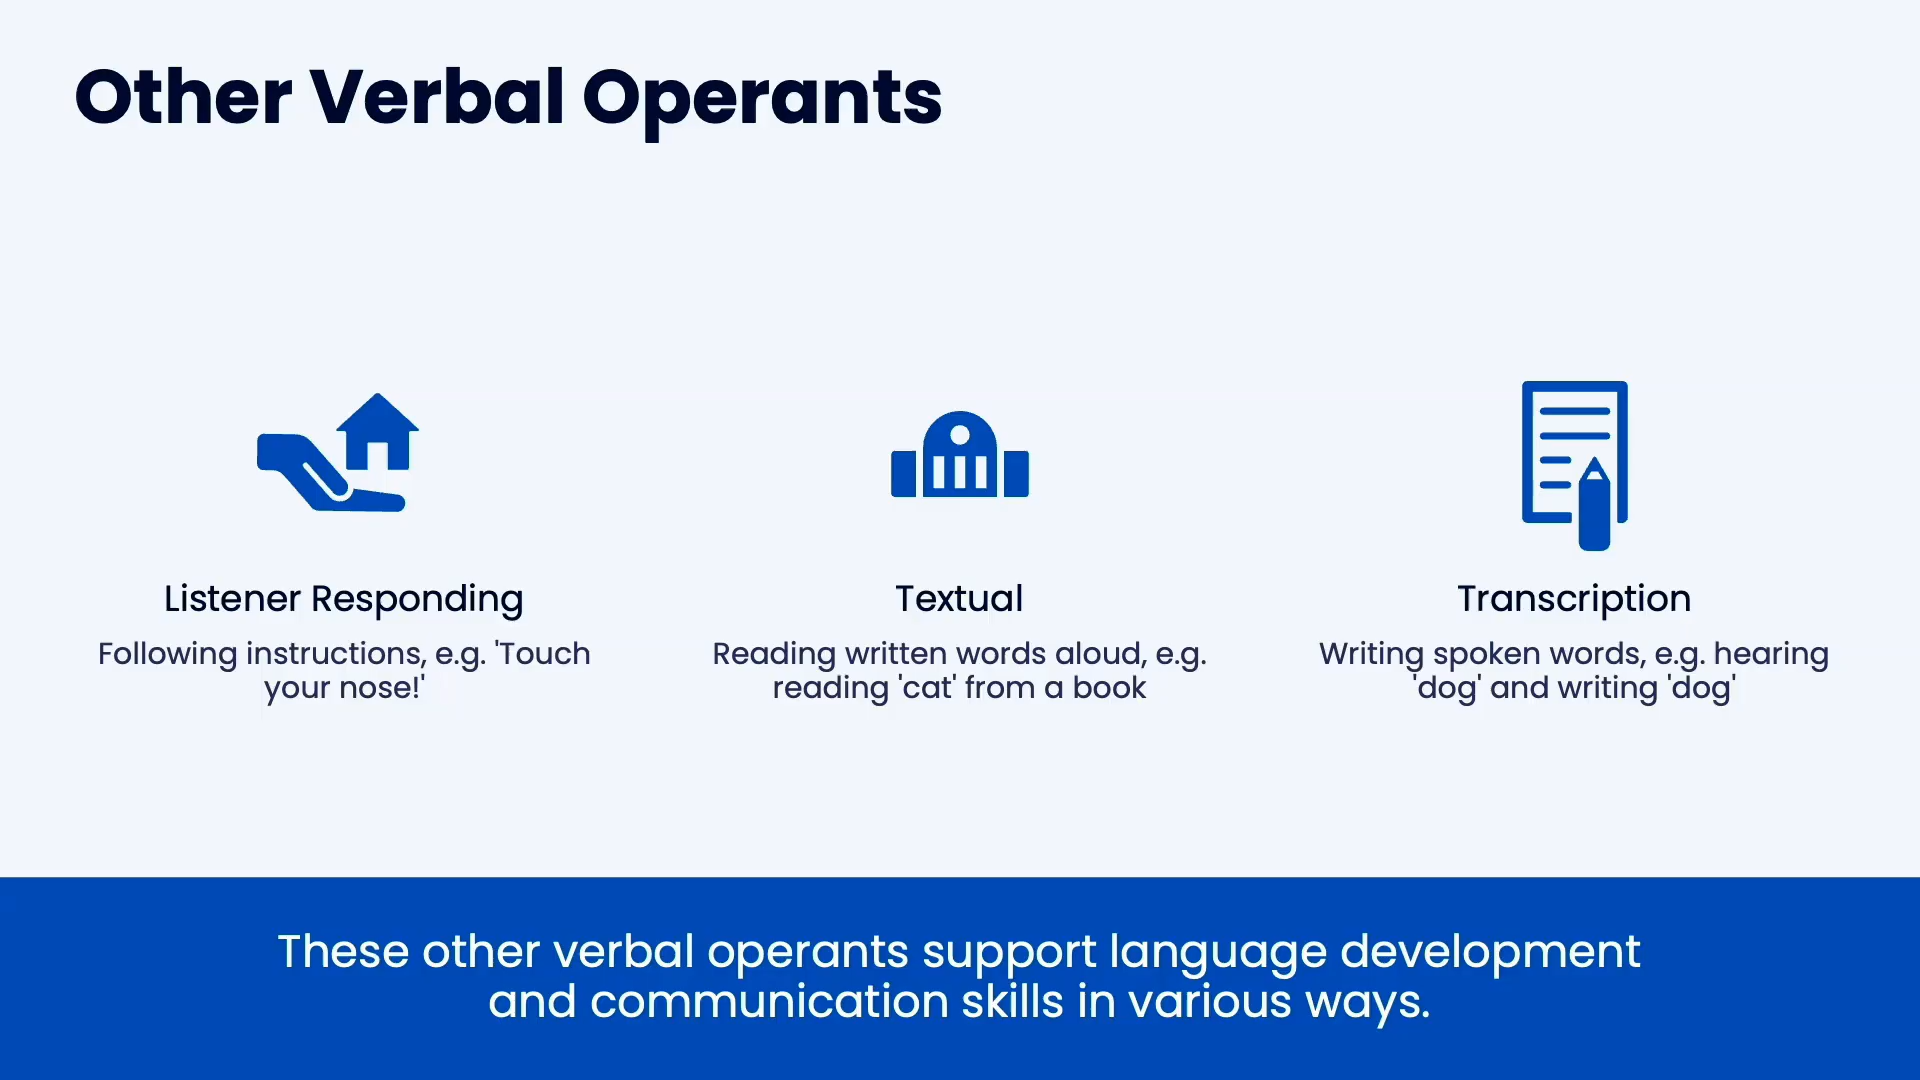 Other Verbal Operants
Listener Responding
Following instructions, e.g. 'Touch
your nose!'
Textual
Reading written words aloud, e.g.
reading 'cat' from a book
Transcription
Writing spoken words, e.g. hearing
'dog' and writing 'dog'
These other verbal operants support language development
and communication skills in various ways.